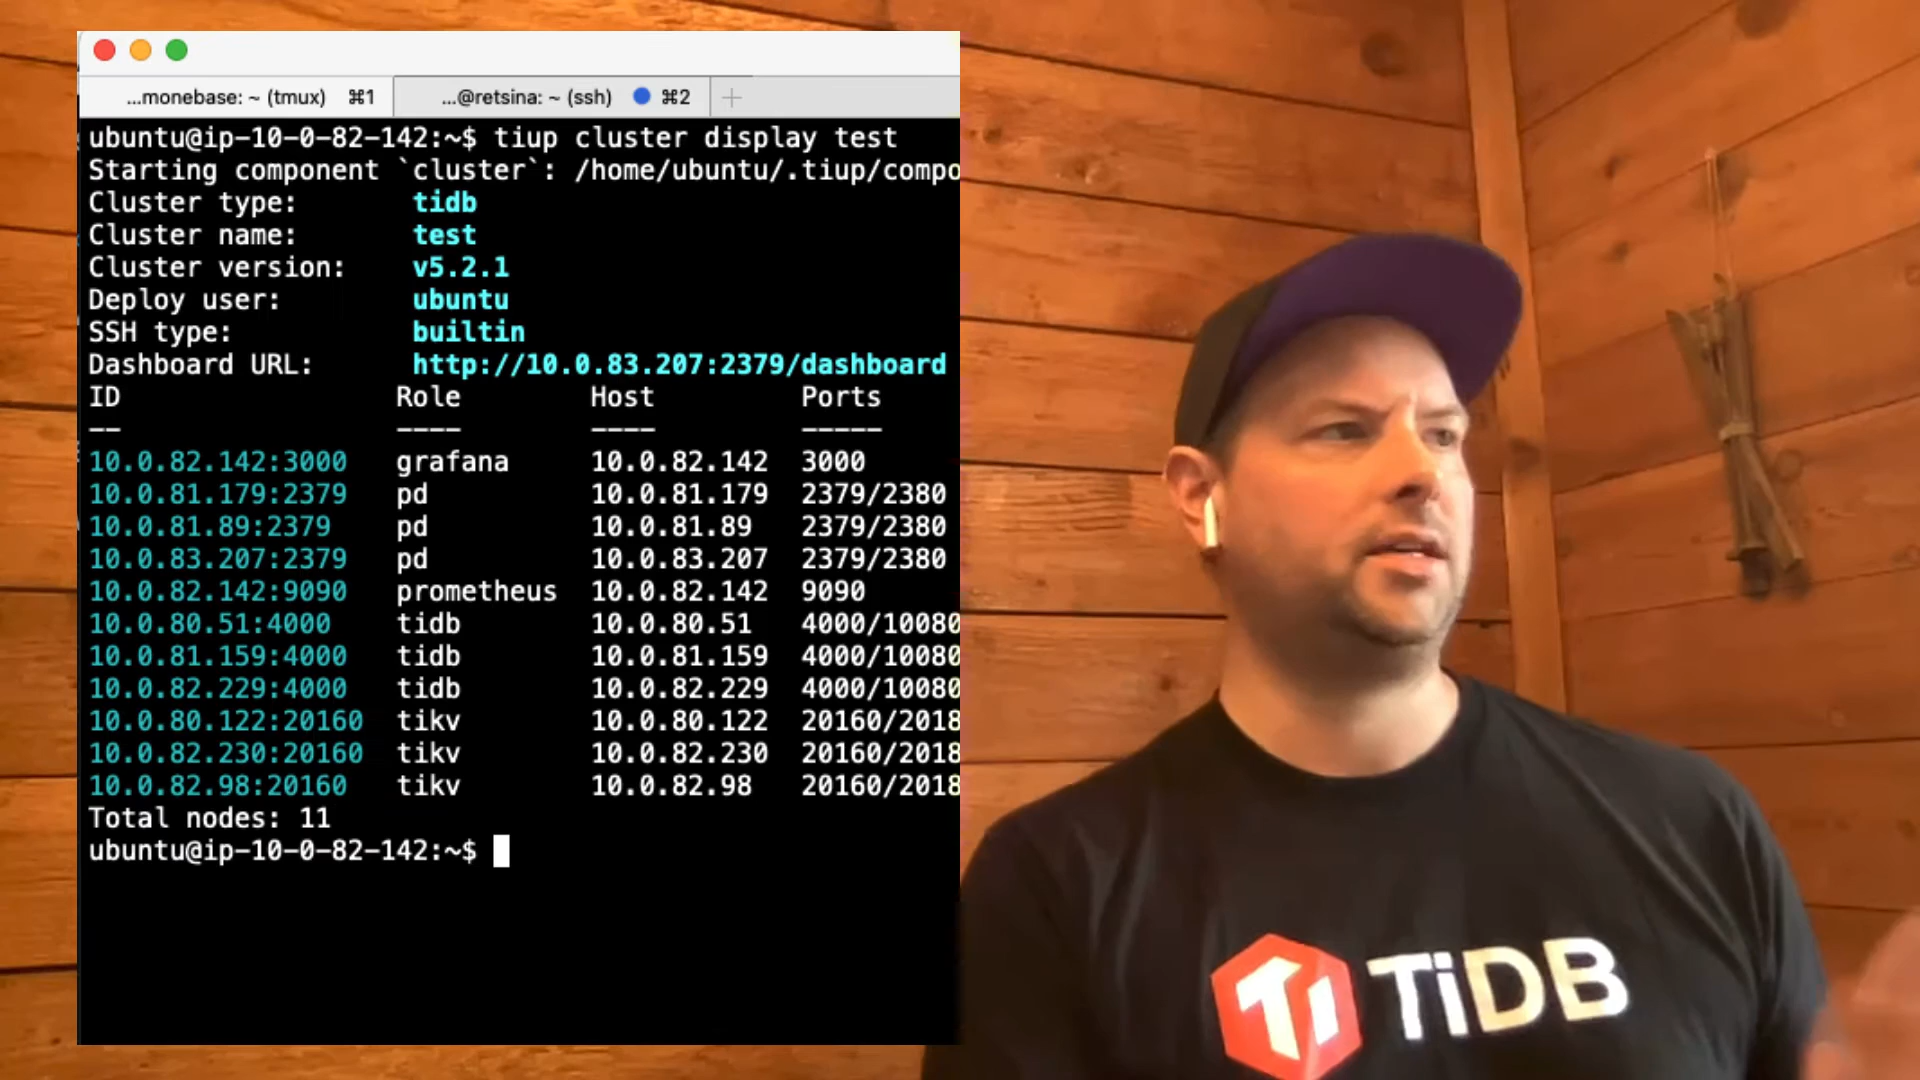 ...monebase: ~ (tmux) ⌘1 ...@retsina: ~ (ssh) ⌘2 +
ubuntu@ip-10-0-82-142:~$ tiup cluster display test
Starting component `cluster`: /home/ubuntu/.tiup/compo
Cluster type: tidb
Cluster name: test
Cluster version: v5.2.1
Deploy user: ubuntu
SSH type: builtin
Dashboard URL: http://10.0.83.207:2379/dashboard
ID Role Host Ports
-- ---- ---- -----
10.0.82.142:3000 grafana 10.0.82.142 3000
10.0.81.179:2379 pd 10.0.81.179 2379/2380
10.0.81.89:2379 pd 10.0.81.89 2379/2380
10.0.83.207:2379 pd 10.0.83.207 2379/2380
10.0.82.142:9090 prometheus 10.0.82.142 9090
10.0.80.51:4000 tidb 10.0.80.51 4000/10080
10.0.81.159:4000 tidb 10.0.81.159 4000/10080
10.0.82.229:4000 tidb 10.0.82.229 4000/10080
10.0.80.122:20160 tikv 10.0.80.122 20160/2018
10.0.82.230:20160 tikv 10.0.82.230 20160/2018
10.0.82.98:20160 tikv 10.0.82.98 20160/2018
Total nodes: 11
ubuntu@ip-10-0-82-142:~$
Ti TiDB